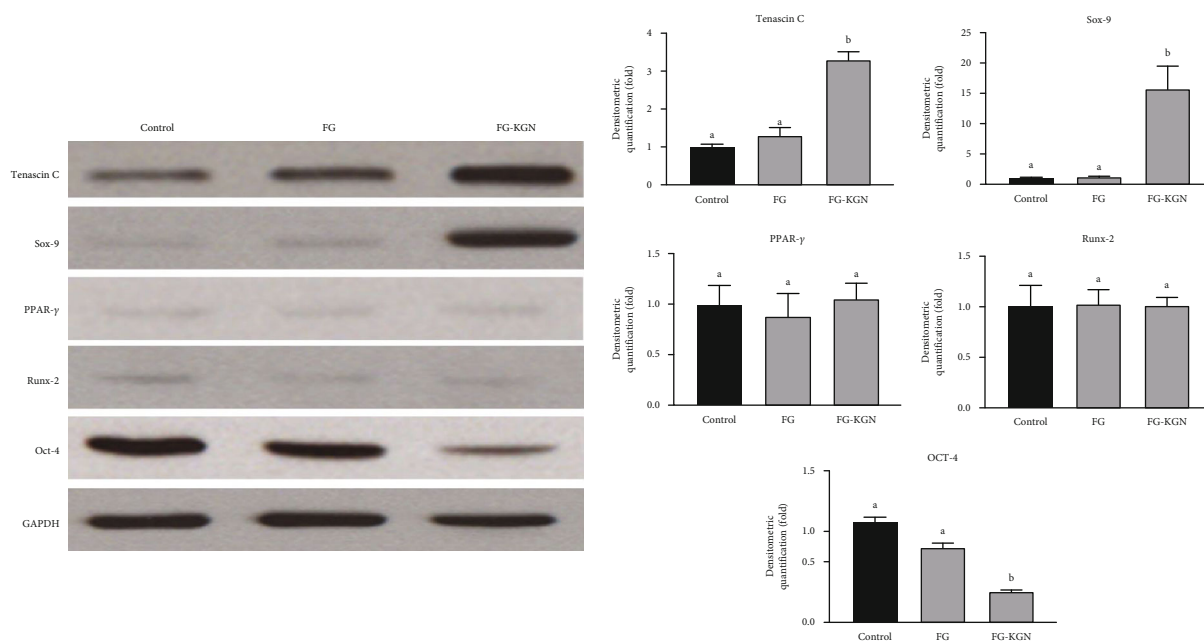 Control FG FG-KGN
Tenascin C
Sox-9
PPAR-γ
Runx-2
Oct-4
GAPDH
Tenascin C
Densitometric
quantification (fold)
4
3
2
1
0
a
a
b
Control FG FG-KGN
Sox-9
Densitometric
quantification (fold)
25
20
15
10
5
0
a
a
b
Control FG FG-KGN
PPAR-γ
Densitometric
quantification (fold)
1.5
1.0
0.5
0.0
a
a
a
Control FG FG-KGN
Runx-2
Densitometric
quantification (fold)
1.5
1.0
0.5
0.0
a
a
a
Control FG FG-KGN
OCT-4
Densitometric
quantification (fold)
1.5
1.0
0.5
0.0
a
a
b
Control FG FG-KGN